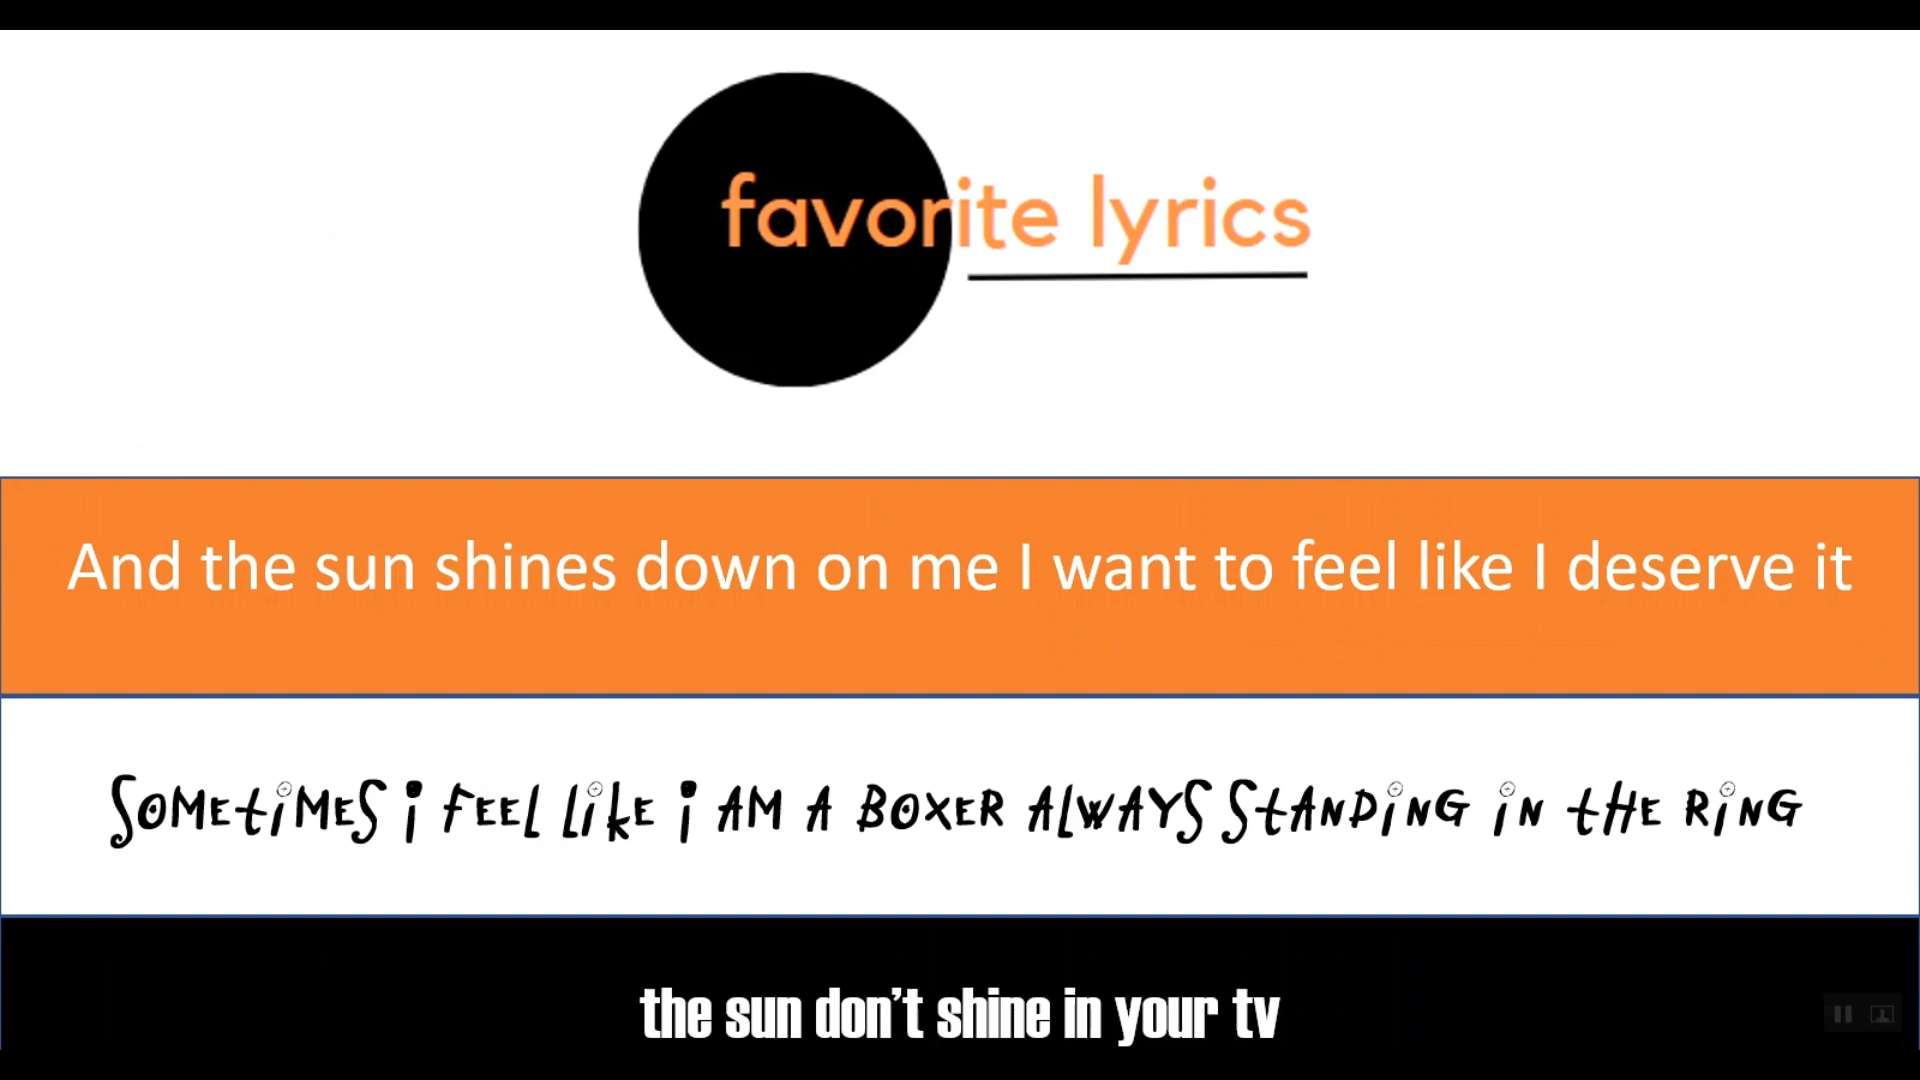 favorite lyrics
And the sun shines down on me I want to feel like I deserve it
SOMEtiMES i FEEL LikE i AM A BOXER ALWAYS StANDiNG iN tHE RiNG
the sun don't shine in your tv